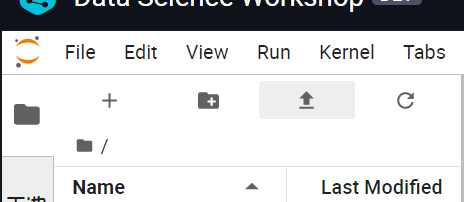 Data Science Workshop
File Edit View Run Kernel Tabs
/
Name Last Modified